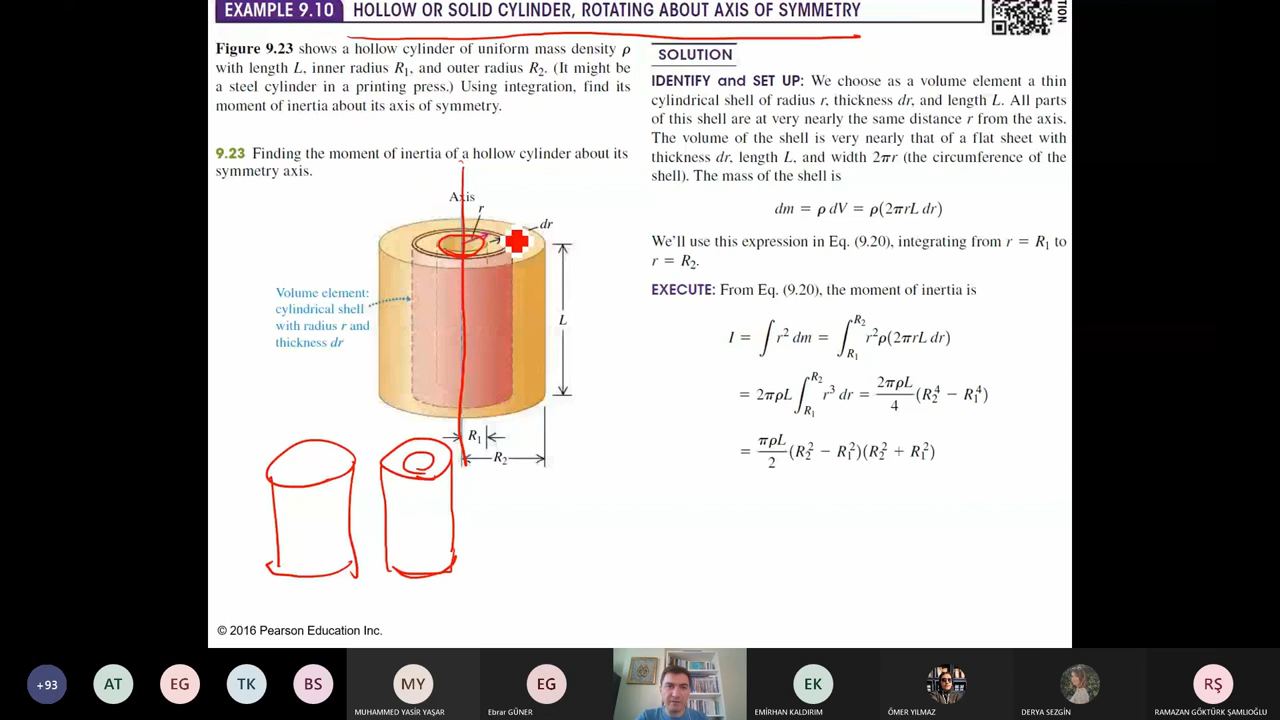 EXAMPLE 9.10 HOLLOW OR SOLID CYLINDER, ROTATING ABOUT AXIS OF SYMMETRY
Figure 9.23 shows a hollow cylinder of uniform mass density ρ
with length L, inner radius R₁, and outer radius R₂. (It might be
a steel cylinder in a printing press.) Using integration, find its
moment of inertia about its axis of symmetry.
9.23 Finding the moment of inertia of a hollow cylinder about its
symmetry axis.
Axis
r
dr
Volume element:
cylindrical shell
with radius r and
thickness dr
L
R₁
R₂
© 2016 Pearson Education Inc.
SOLUTION
IDENTIFY and SET UP: We choose as a volume element a thin
cylindrical shell of radius r, thickness dr, and length L. All parts
of this shell are at very nearly the same distance r from the axis.
The volume of the shell is very nearly that of a flat sheet with
thickness dr, length L, and width 2πr (the circumference of the
shell). The mass of the shell is
dm = ρ dV = ρ(2πrL dr)
We'll use this expression in Eq. (9.20), integrating from r = R₁ to
r = R₂.
EXECUTE: From Eq. (9.20), the moment of inertia is
I = ∫ r² dm = ∫_{R₁}^{R₂} r²ρ(2πrL dr)
= 2πρL ∫_{R₁}^{R₂} r³ dr = 2πρL/4 (R₂⁴ − R₁⁴)
= πρL/2 (R₂² − R₁²)(R₂² + R₁²)
+93
AT
EG
TK
BS
MY
MUHAMMED YASİR YAŞAR
EG
Ebrar GÜNER
EK
EMİRHAN KALDIRIM
ÖMER YILMAZ
DERYA SEZGİN
RŞ
RAMAZAN GÖKTÜRK ŞAMLIOĞLU